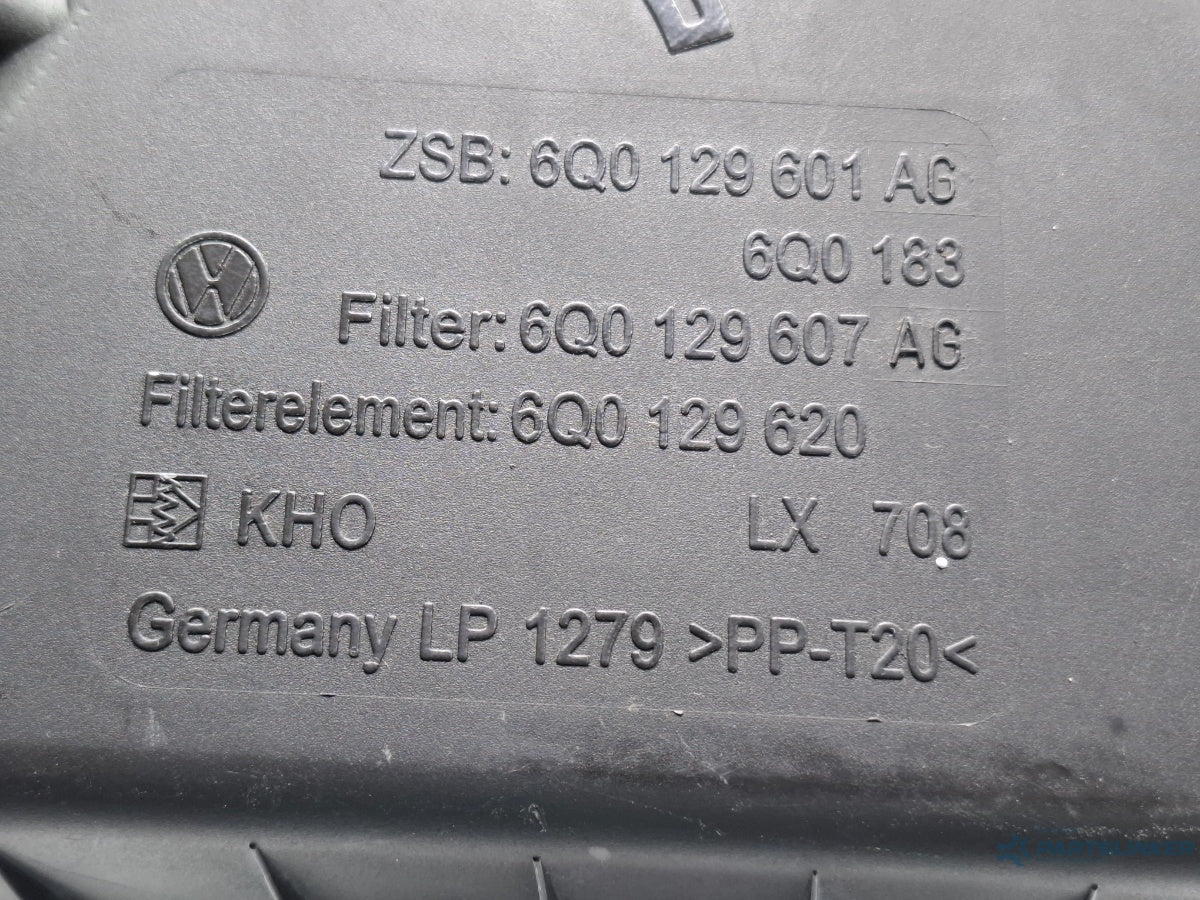 ZSB: 6Q0 129 601 AG
6Q0 183
Filter: 6Q0 129 607 AG
Filterelement: 6Q0 129 620
KHO LX 708
Germany LP 1279 >PP-T20<